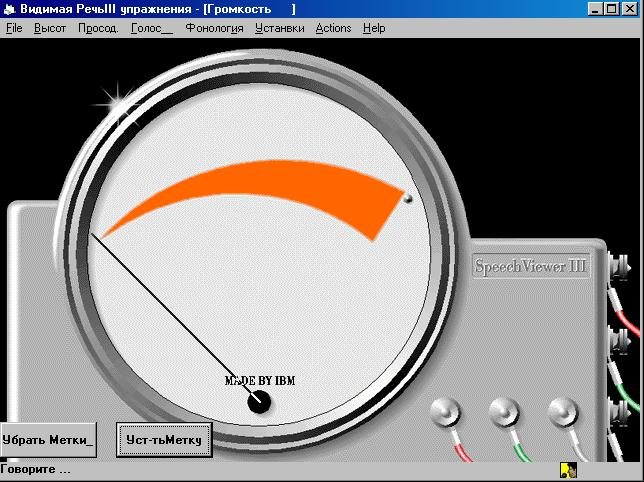 Видимая РечьIII упражнения - [Громкость ]
File Высот Просод. Голос__ Фонология Уставки Actions Help
SpeechViewer III
MADE BY IBM
Убрать Метки_ Уст-тьМетку
Говорите ...